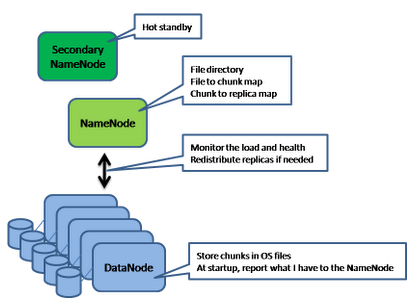 Hot standby
Secondary
NameNode
File directory
File to chunk map
Chunk to replica map
NameNode
Monitor the load and health
Redistribute replicas if needed
Store chunks in OS files
At startup, report what I have to the NameNode
DataNode